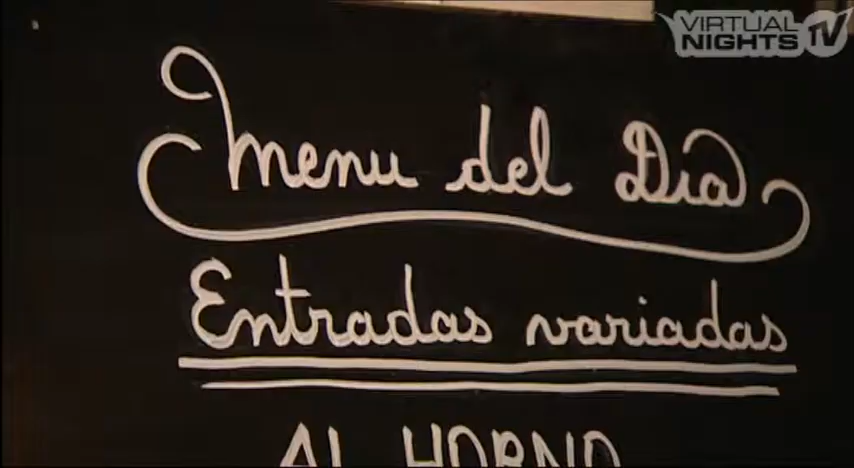 VIRTUAL
NIGHTS TV
Menu del Dia
Entradas variadas
AL HORNO